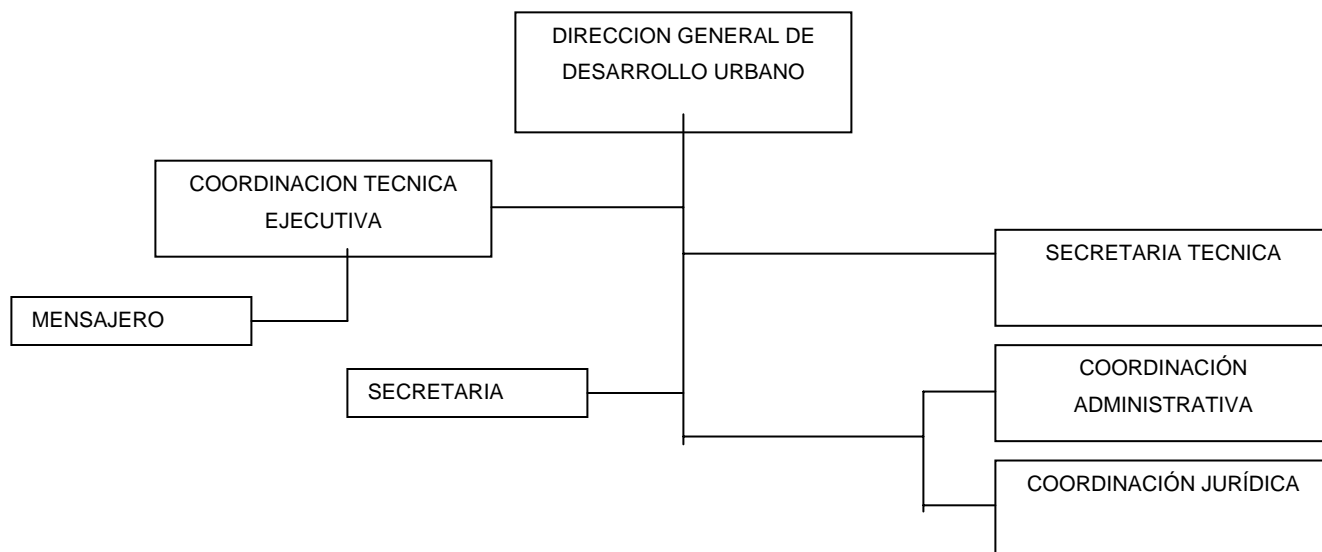 DIRECCION GENERAL DE
DESARROLLO URBANO
COORDINACION TECNICA
EJECUTIVA
SECRETARIA TECNICA
MENSAJERO
COORDINACIÓN
ADMINISTRATIVA
SECRETARIA
COORDINACIÓN JURÍDICA